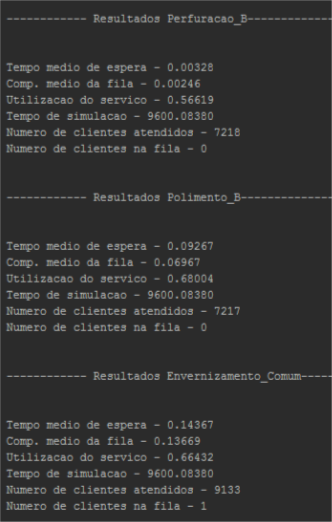 ------------ Resultados Perfuracao_B-------------
Tempo medio de espera - 0.00328
Comp. medio da fila - 0.00246
Utilizacao do servico - 0.56619
Tempo de simulacao - 9600.08380
Numero de clientes atendidos - 7218
Numero de clientes na fila - 0
------------ Resultados Polimento_B--------------
Tempo medio de espera - 0.09267
Comp. medio da fila - 0.06967
Utilizacao do servico - 0.68004
Tempo de simulacao - 9600.08380
Numero de clientes atendidos - 7217
Numero de clientes na fila - 0
------------ Resultados Envernizamento_Comum-----
Tempo medio de espera - 0.14367
Comp. medio da fila - 0.13669
Utilizacao do servico - 0.66432
Tempo de simulacao - 9600.08380
Numero de clientes atendidos - 9133
Numero de clientes na fila - 1